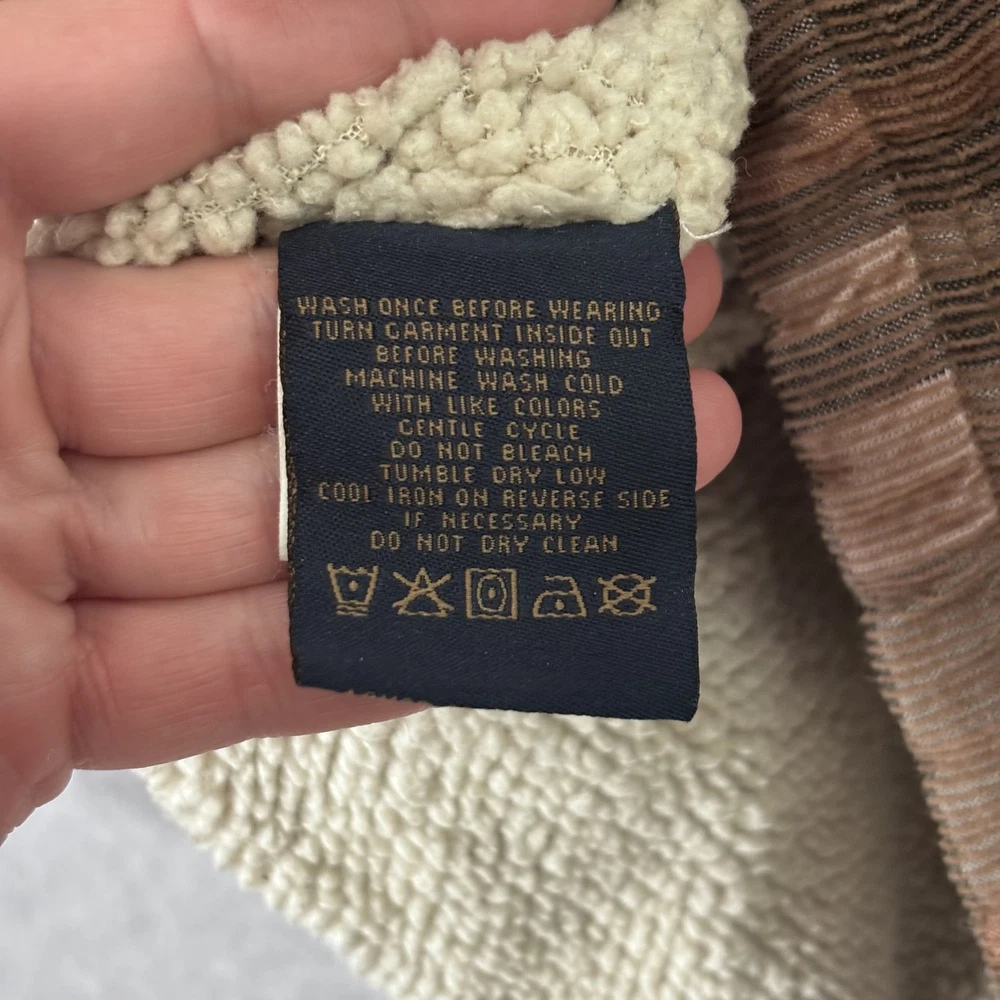 WASH ONCE BEFORE WEARING
TURN GARMENT INSIDE OUT
BEFORE WASHING
MACHINE WASH COLD
WITH LIKE COLORS
GENTLE CYCLE
DO NOT BLEACH
TUMBLE DRY LOW
COOL IRON ON REVERSE SIDE
IF NECESSARY
DO NOT DRY CLEAN